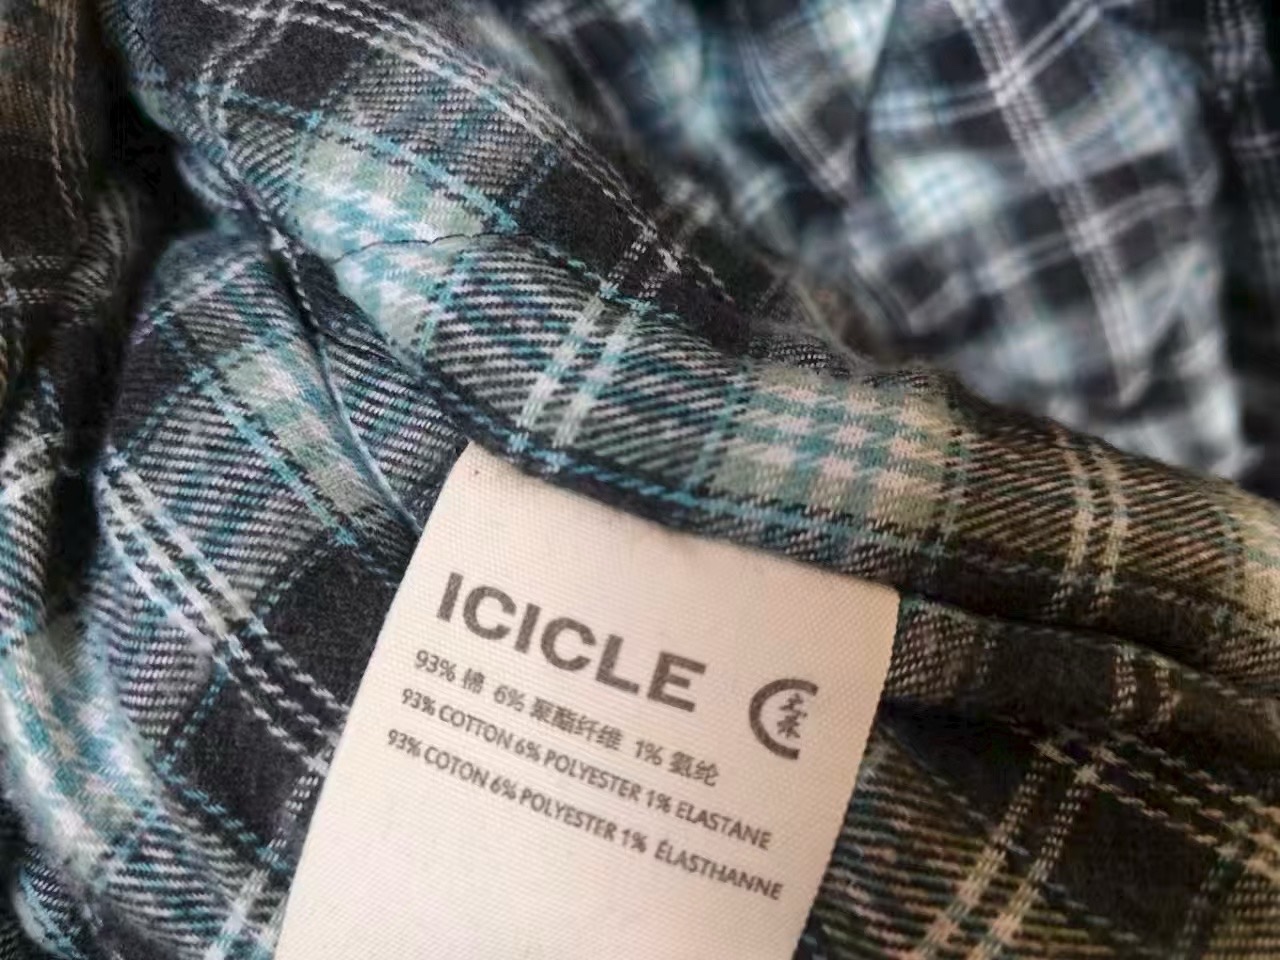 ICICLE
93% 棉 6% 聚酯纤维 1% 氨纶
93% COTTON 6% POLYESTER 1% ELASTANE
93% COTON 6% POLYESTER 1% ÉLASTHANNE